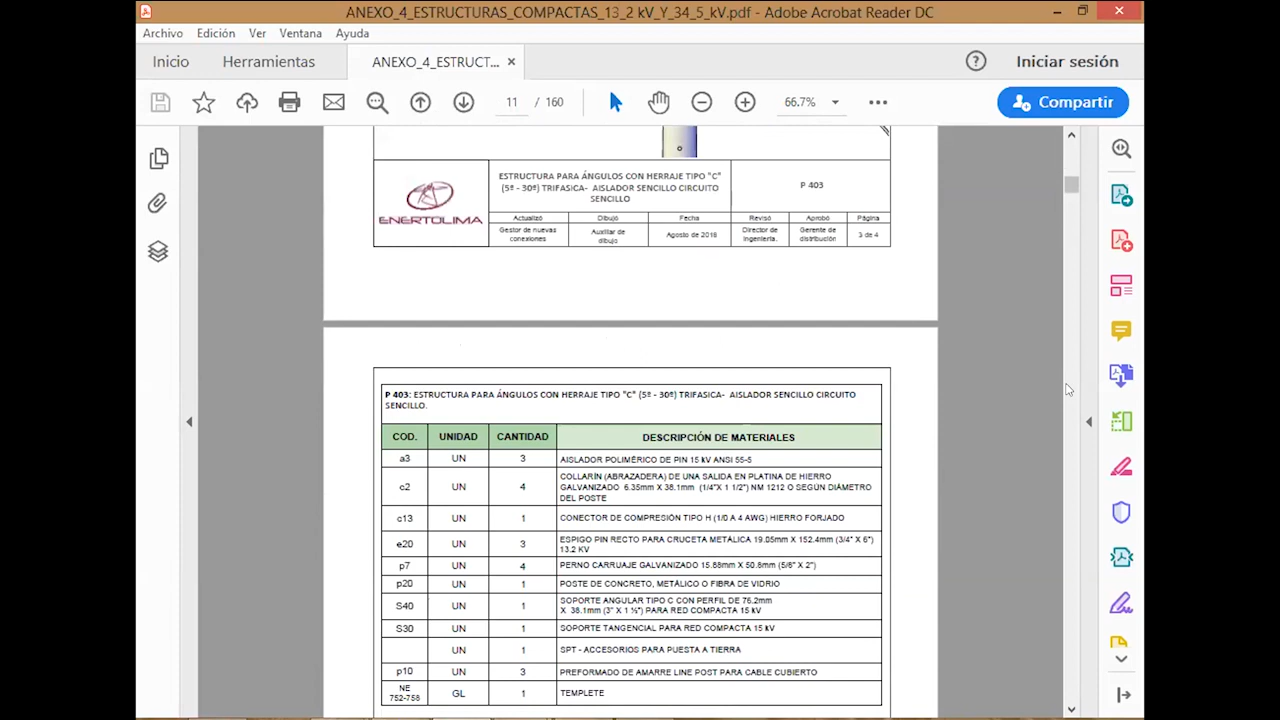 ANEXO_4_ESTRUCTURAS_COMPACTAS_13_2 kV_Y_34_5_kV.pdf - Adobe Acrobat Reader DC
Archivo Edición Ver Ventana Ayuda
Inicio Herramientas ANEXO_4_ESTRUCT... × Iniciar sesión
11 / 160 66.7% Compartir
ESTRUCTURA PARA ÁNGULOS CON HERRAJE TIPO "C"
(5º - 30º) TRIFASICA- AISLADOR SENCILLO CIRCUITO
SENCILLO
P 403
ENERTOLIMA
Actualizó Dibujó Fecha Revisó Aprobó Página
Gestor de nuevas conexiones Auxiliar de dibujo Agosto de 2016 Director de ingeniería. Gerente de distribución 3 de 4
P 403: ESTRUCTURA PARA ÁNGULOS CON HERRAJE TIPO "C" (5º - 30º) TRIFASICA- AISLADOR SENCILLO CIRCUITO
SENCILLO.
COD. UNIDAD CANTIDAD DESCRIPCIÓN DE MATERIALES
a3 UN 3 AISLADOR POLIMÉRICO DE PIN 15 kV ANSI 55-5
c2 UN 4 COLLARÍN (ABRAZADERA) DE UNA SALIDA EN PLATINA DE HIERRO
GALVANIZADO 6.35mm X 38.1mm (1/4"X 1 1/2") NM 1212 O SEGÚN DIÁMETRO
DEL POSTE
c13 UN 1 CONECTOR DE COMPRESIÓN TIPO H (1/0 A 4 AWG) HIERRO FORJADO
e20 UN 3 ESPIGO PIN RECTO PARA CRUCETA METÁLICA 19.05mm X 152.4mm (3/4" X 6")
13.2 KV
p7 UN 4 PERNO CARRUAJE GALVANIZADO 15.88mm X 50.8mm (5/8" X 2")
p20 UN 1 POSTE DE CONCRETO, METÁLICO O FIBRA DE VIDRIO
S40 UN 1 SOPORTE ANGULAR TIPO C CON PERFIL DE 76.2mm
X 38.1mm (3" X 1 ½") PARA RED COMPACTA 15 kV
S30 UN 1 SOPORTE TANGENCIAL PARA RED COMPACTA 15 kV
UN 1 SPT - ACCESORIOS PARA PUESTA A TIERRA
p10 UN 3 PREFORMADO DE AMARRE LINE POST PARA CABLE CUBIERTO
NE
752-758 GL 1 TEMPLETE